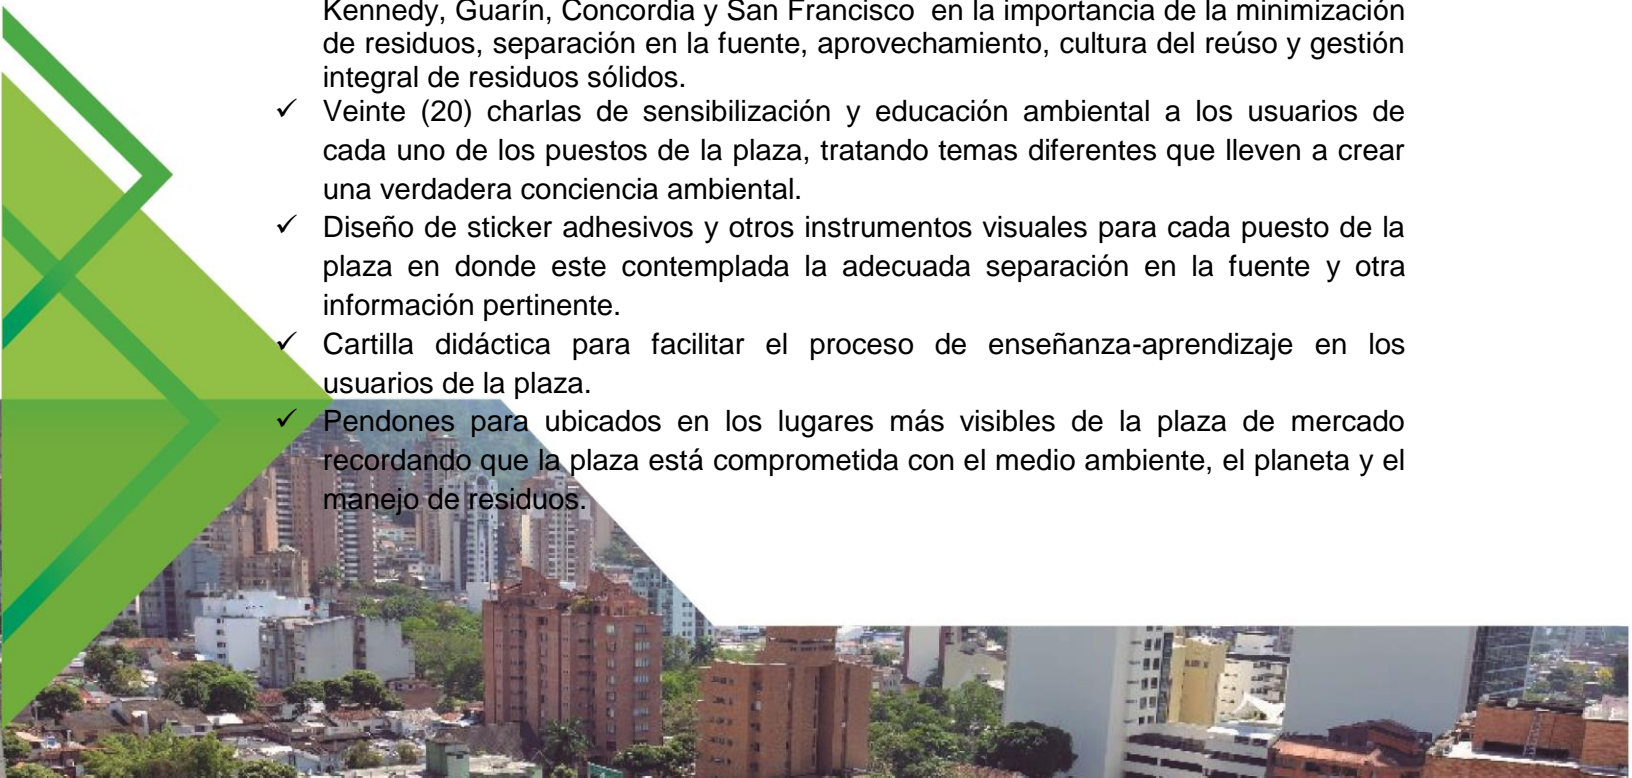 Kennedy, Guarín, Concordia y San Francisco  en la importancia de la minimización
de residuos, separación en la fuente, aprovechamiento, cultura del reúso y gestión
integral de residuos sólidos.
✓ Veinte (20) charlas de sensibilización y educación ambiental a los usuarios de
cada uno de los puestos de la plaza, tratando temas diferentes que lleven a crear
una verdadera conciencia ambiental.
✓ Diseño de sticker adhesivos y otros instrumentos visuales para cada puesto de la
plaza en donde este contemplada la adecuada separación en la fuente y otra
información pertinente.
✓ Cartilla didáctica para facilitar el proceso de enseñanza-aprendizaje en los
usuarios de la plaza.
✓ Pendones para ubicados en los lugares más visibles de la plaza de mercado
recordando que la plaza está comprometida con el medio ambiente, el planeta y el
manejo de residuos.